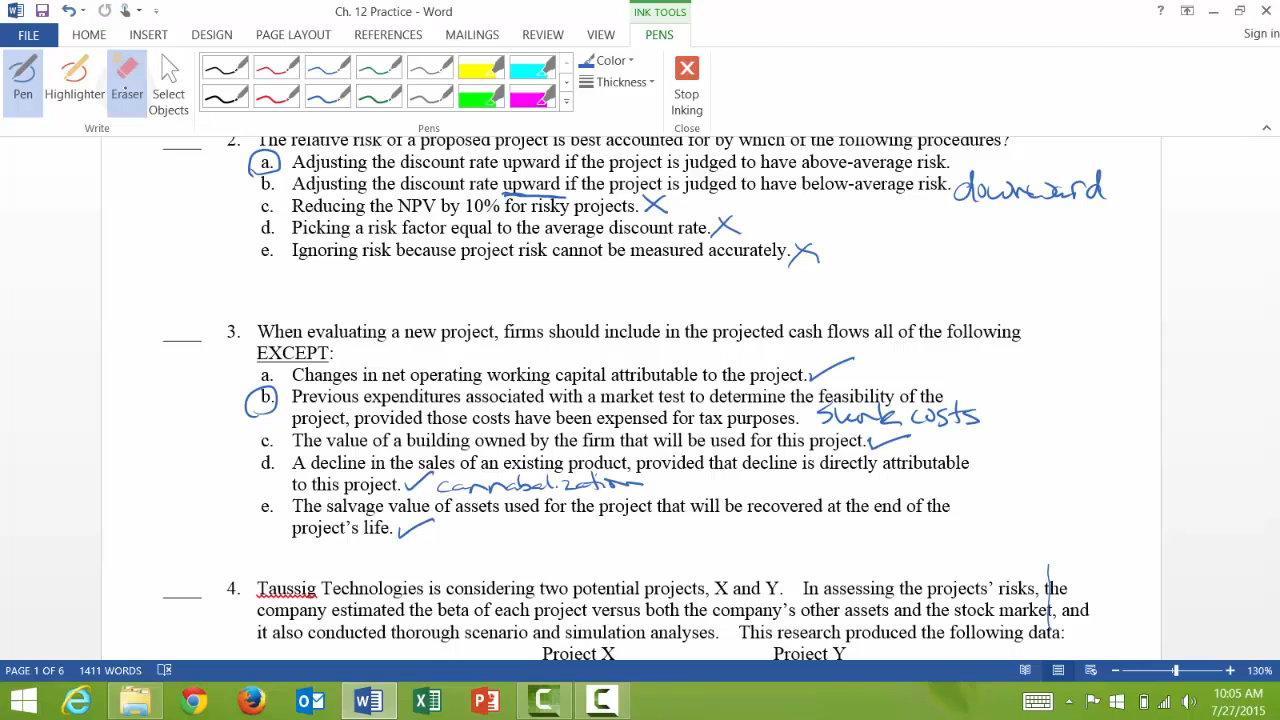 Ch. 12 Practice - Word
INK TOOLS
? 
FILE HOME INSERT DESIGN PAGE LAYOUT REFERENCES MAILINGS REVIEW VIEW PENS Sign in
Pen Highlighter Eraser Select Objects
Color
Thickness
Stop Inking
Write Pens Close
2. The relative risk of a proposed project is best accounted for by which of the following procedures?
a. Adjusting the discount rate upward if the project is judged to have above-average risk.
b. Adjusting the discount rate upward if the project is judged to have below-average risk. downward
c. Reducing the NPV by 10% for risky projects.
d. Picking a risk factor equal to the average discount rate.
e. Ignoring risk because project risk cannot be measured accurately.
3. When evaluating a new project, firms should include in the projected cash flows all of the following
EXCEPT:
a. Changes in net operating working capital attributable to the project.
b. Previous expenditures associated with a market test to determine the feasibility of the
project, provided those costs have been expensed for tax purposes. sunk costs
c. The value of a building owned by the firm that will be used for this project.
d. A decline in the sales of an existing product, provided that decline is directly attributable
to this project. cannabalization
e. The salvage value of assets used for the project that will be recovered at the end of the
project's life.
4. Taussig Technologies is considering two potential projects, X and Y. In assessing the projects' risks, the
company estimated the beta of each project versus both the company's other assets and the stock market, and
it also conducted thorough scenario and simulation analyses. This research produced the following data:
Project X Project Y
PAGE 1 OF 6 1411 WORDS 130%
10:05 AM
7/27/2015